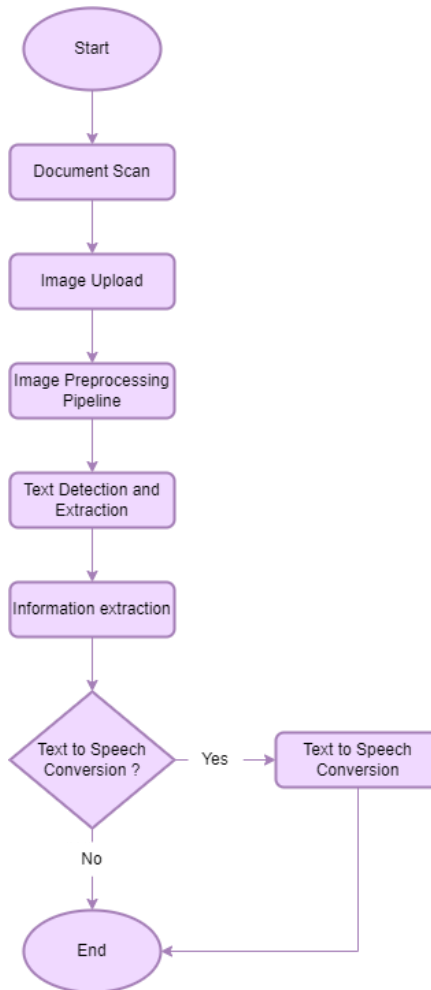 Start
Document Scan
Image Upload
Image Preprocessing
Pipeline
Text Detection and
Extraction
Information extraction
Text to Speech
Conversion ?
Yes
Text to Speech
Conversion
No
End